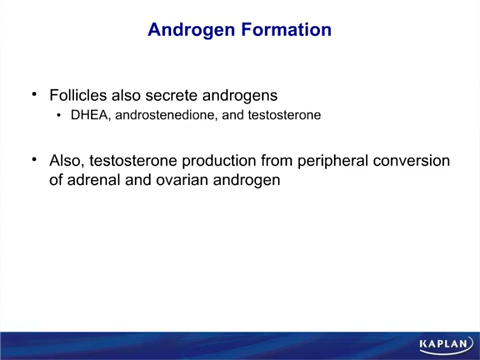 Androgen Formation
• Follicles also secrete androgens
• DHEA, androstenedione, and testosterone
• Also, testosterone production from peripheral conversion
of adrenal and ovarian androgen
KAPLAN